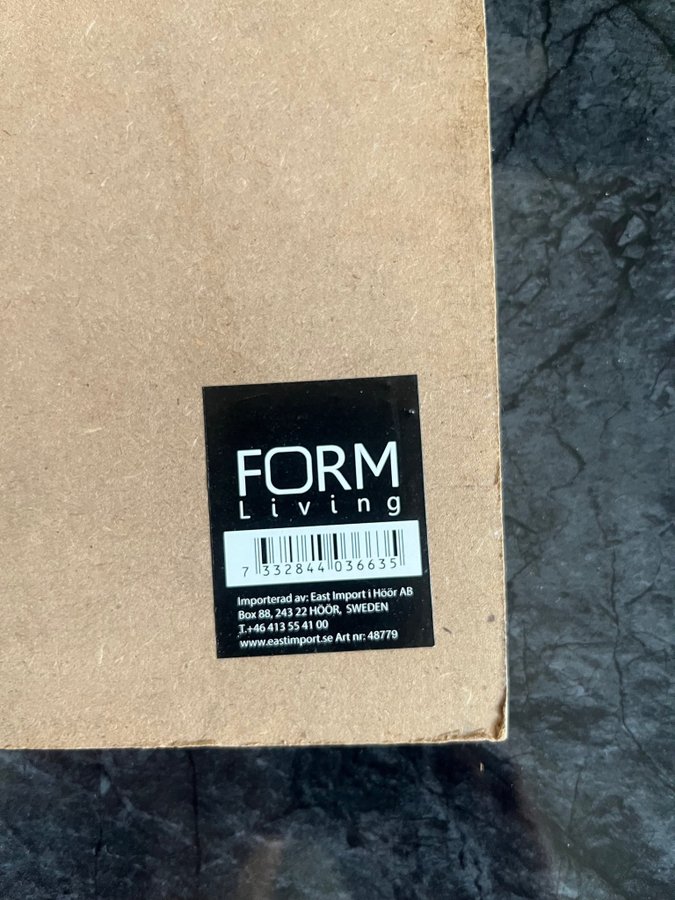 FORM
Living
7 332844 036635
Importerad av: East Import i Höör AB
Box 88, 243 22 HÖÖR, SWEDEN
T.+46 413 55 41 00
www.eastimport.se Art nr: 48779